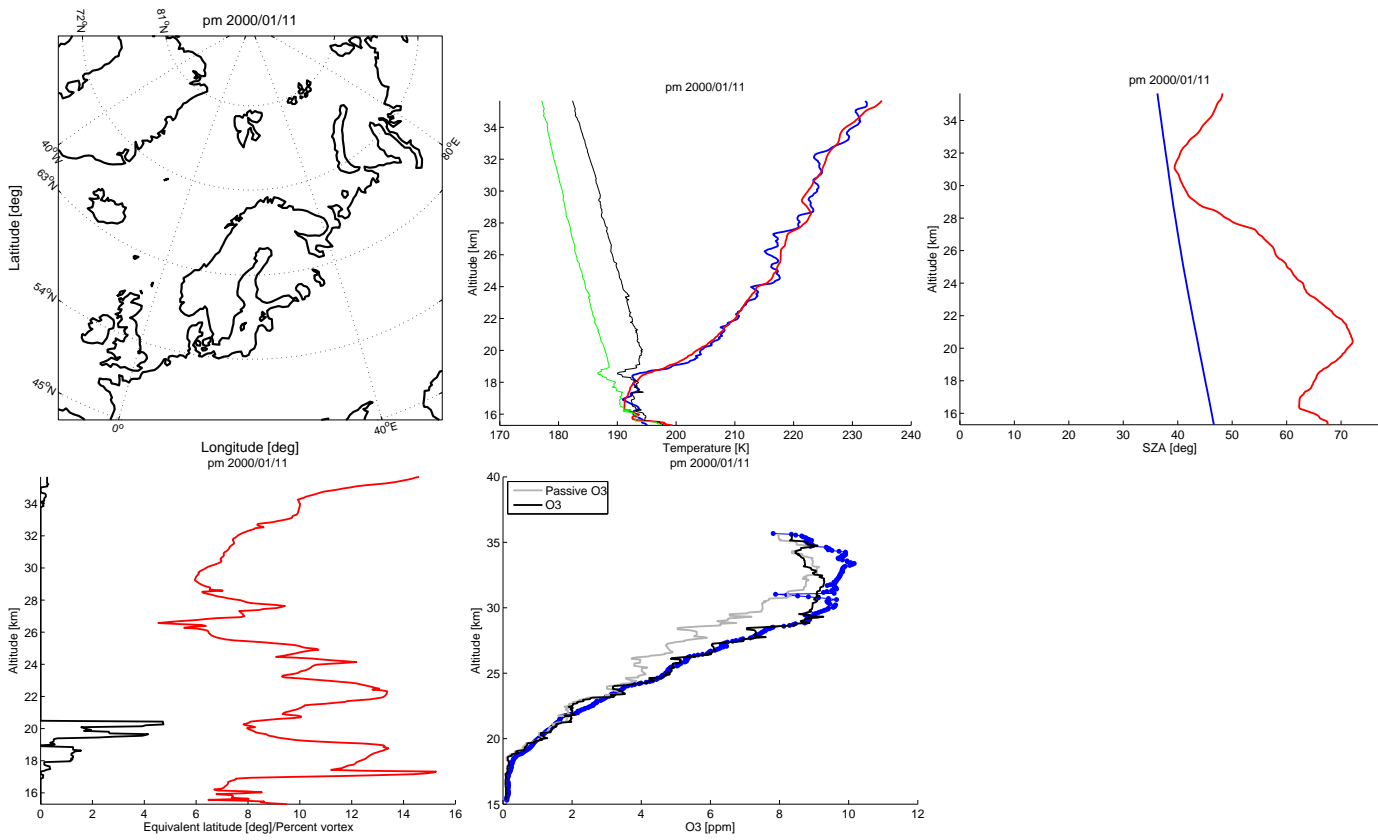 pm 2000/01/11
72°N
81°N
40°W
63°N
54°N
45°N
0°
40°E
80°E
Latitude [deg]
Longitude [deg]
pm 2000/01/11
34
32
30
28
26
24
22
20
18
16
170 180 190 200 210 220 230 240
Altitude [km]
Temperature [K]
pm 2000/01/11
34
32
30
28
26
24
22
20
18
16
0 10 20 30 40 50 60 70
Altitude [km]
SZA [deg]
pm 2000/01/11
34
32
30
28
26
24
22
20
18
16
0 2 4 6 8 10 12 14 16
Altitude [km]
Equivalent latitude [deg]/Percent vortex
pm 2000/01/11
Passive O3
O3
40
35
30
25
20
15
0 2 4 6 8 10 12
Altitude [km]
O3 [ppm]